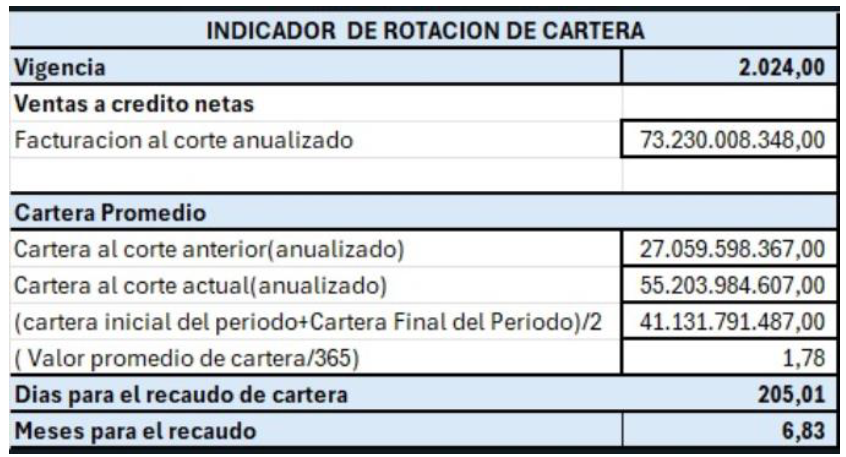 INDICADOR DE ROTACION DE CARTERA
Vigencia 2.024,00
Ventas a credito netas
Facturacion al corte anualizado 73.230.008.348,00
Cartera Promedio
Cartera al corte anterior(anualizado) 27.059.598.367,00
Cartera al corte actual(anualizado) 55.203.984.607,00
(cartera inicial del periodo+Cartera Final del Periodo)/2 41.131.791.487,00
( Valor promedio de cartera/365) 1,78
Dias para el recaudo de cartera 205,01
Meses para el recaudo 6,83